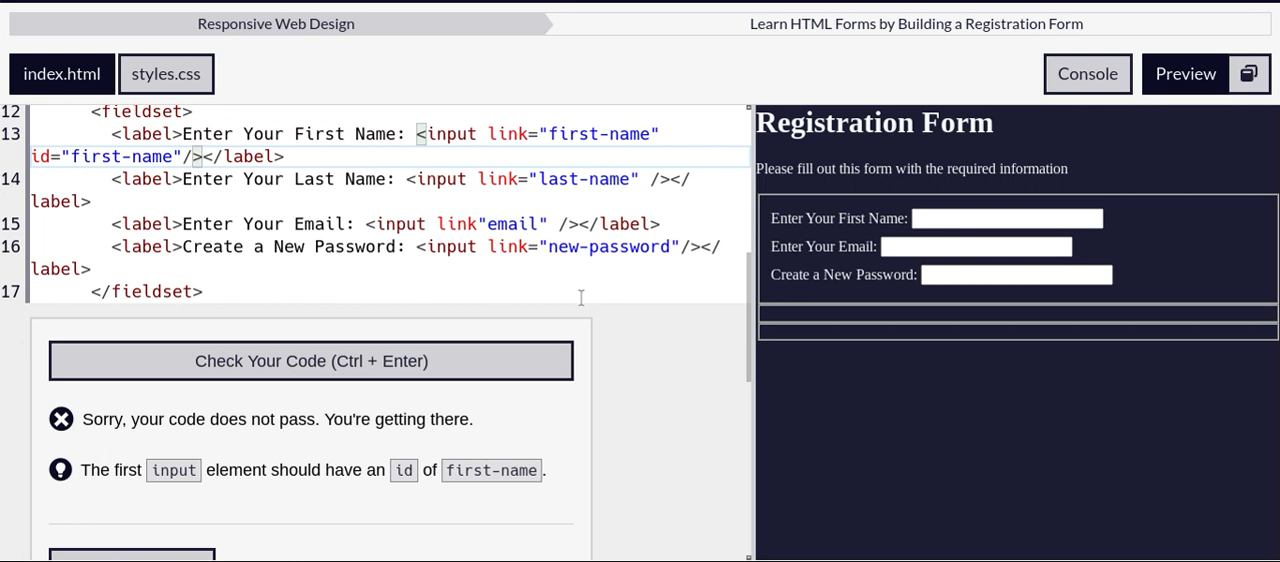 Responsive Web Design
Learn HTML Forms by Building a Registration Form
index.html
styles.css
Console
Preview
12 <fieldset>
13 <label>Enter Your First Name: <input link="first-name"
id="first-name"/></label>
14 <label>Enter Your Last Name: <input link="last-name" /></
label>
15 <label>Enter Your Email: <input link"email" /></label>
16 <label>Create a New Password: <input link="new-password"/></
label>
17 </fieldset>
Check Your Code (Ctrl + Enter)
Sorry, your code does not pass. You're getting there.
The first input element should have an id of first-name.
Registration Form
Please fill out this form with the required information
Enter Your First Name:
Enter Your Email:
Create a New Password: